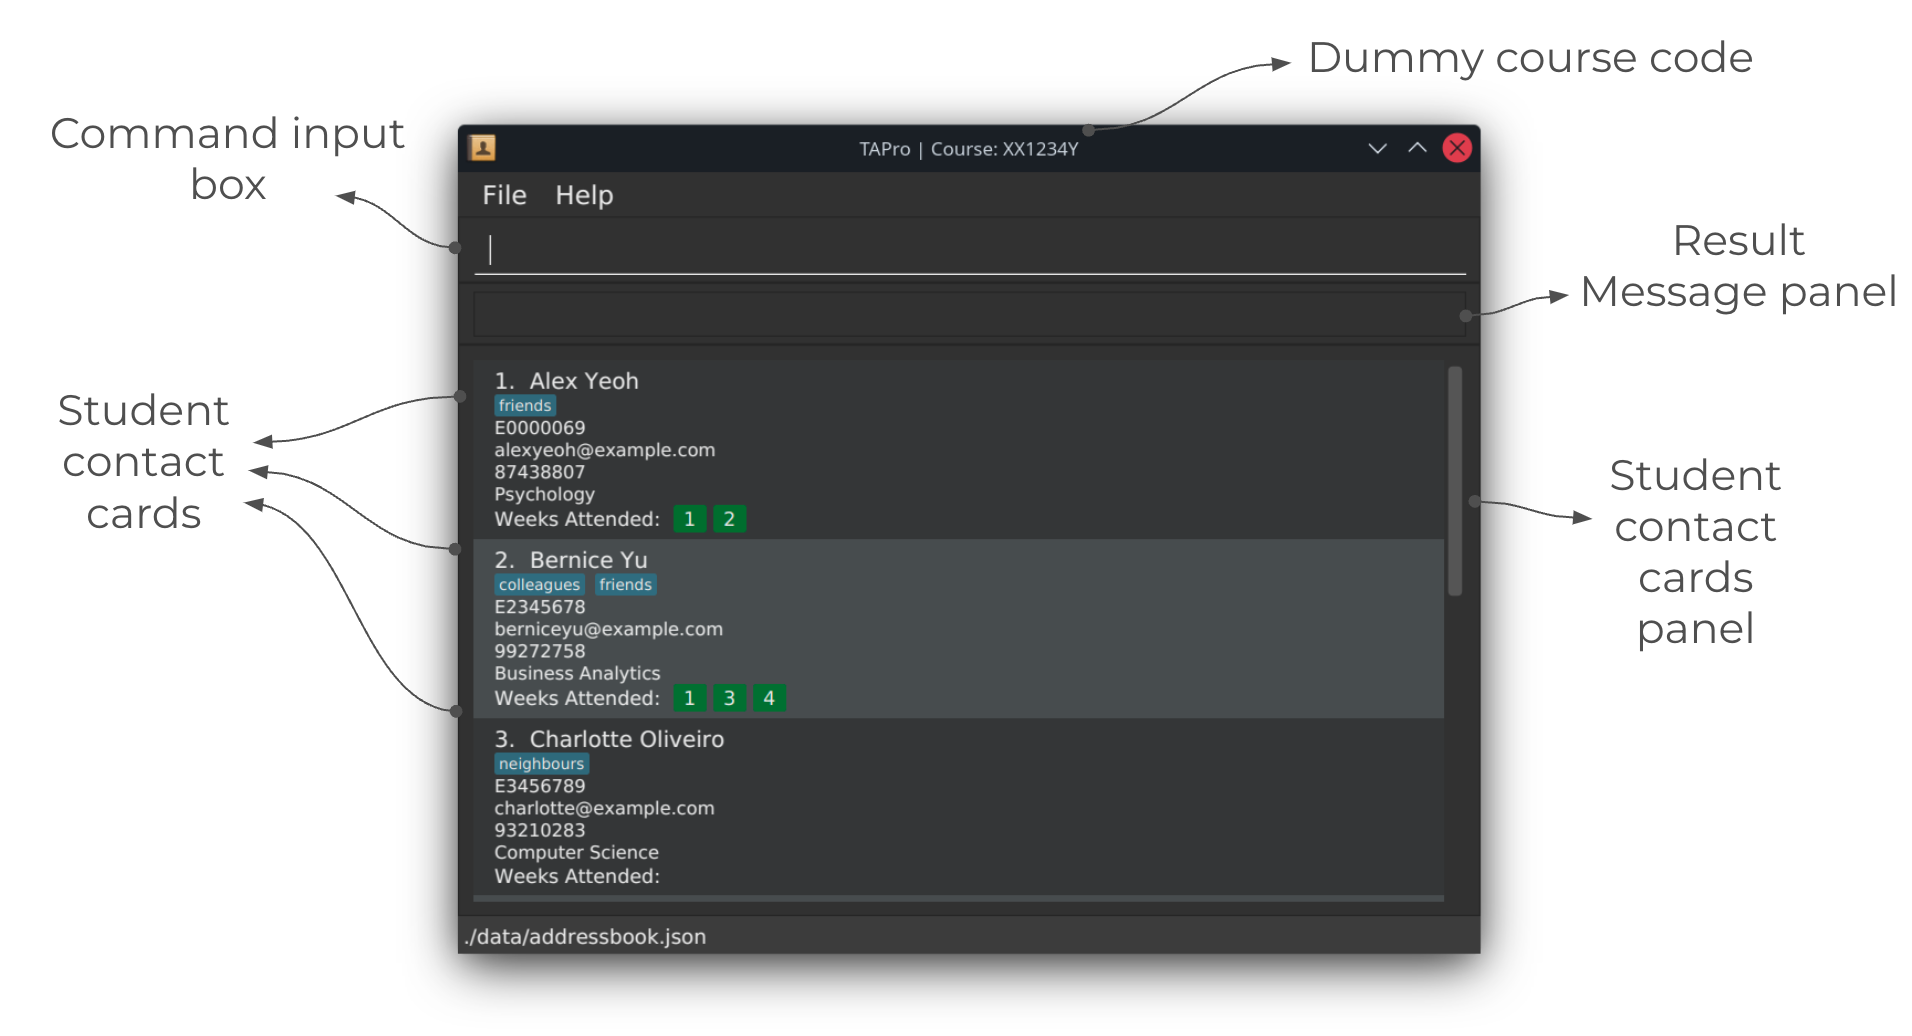 Dummy course code
Command input
box
TAPro | Course: XX1234Y
File Help
Result
Message panel
1. Alex Yeoh
friends
E0000069
alexyeoh@example.com
87438807
Psychology
Weeks Attended: 1 2
2. Bernice Yu
colleagues friends
E2345678
berniceyu@example.com
99272758
Business Analytics
Weeks Attended: 1 3 4
3. Charlotte Oliveiro
neighbours
E3456789
charlotte@example.com
93210283
Computer Science
Weeks Attended:
Student
contact
cards
Student
contact
cards
panel
./data/addressbook.json